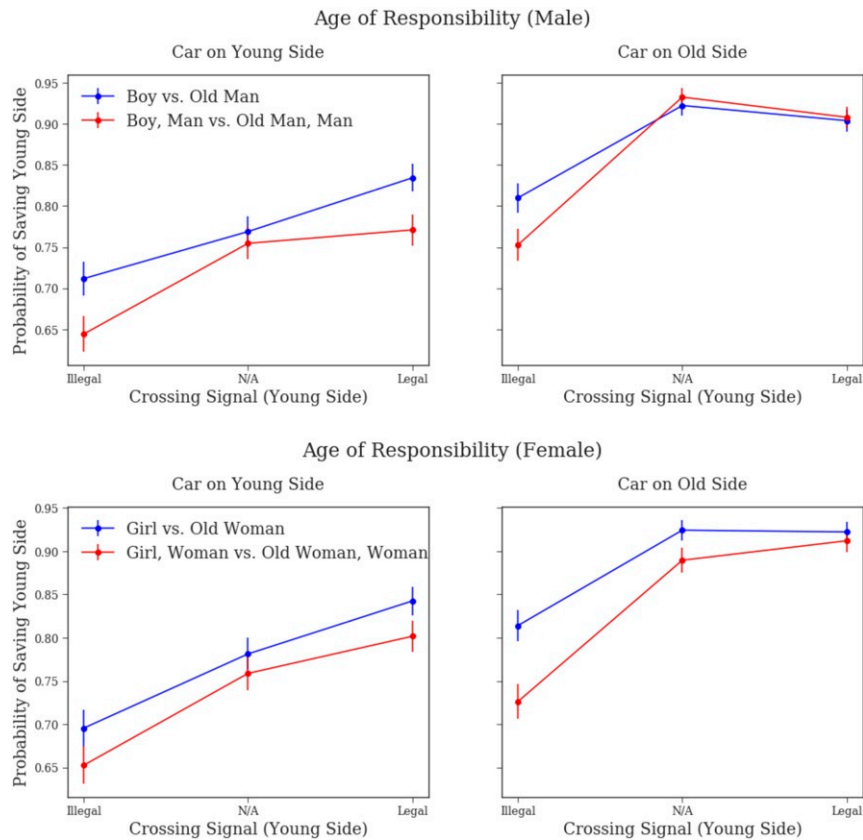 Age of Responsibility (Male)
Car on Young Side
Car on Old Side
Probability of Saving Young Side
0.95
0.90
0.85
0.80
0.75
0.70
0.65
Boy vs. Old Man
Boy, Man vs. Old Man, Man
Illegal
N/A
Legal
Illegal
N/A
Legal
Crossing Signal (Young Side)
Crossing Signal (Young Side)
Age of Responsibility (Female)
Car on Young Side
Car on Old Side
Probability of Saving Young Side
0.95
0.90
0.85
0.80
0.75
0.70
0.65
Girl vs. Old Woman
Girl, Woman vs. Old Woman, Woman
Illegal
N/A
Legal
Illegal
N/A
Legal
Crossing Signal (Young Side)
Crossing Signal (Young Side)